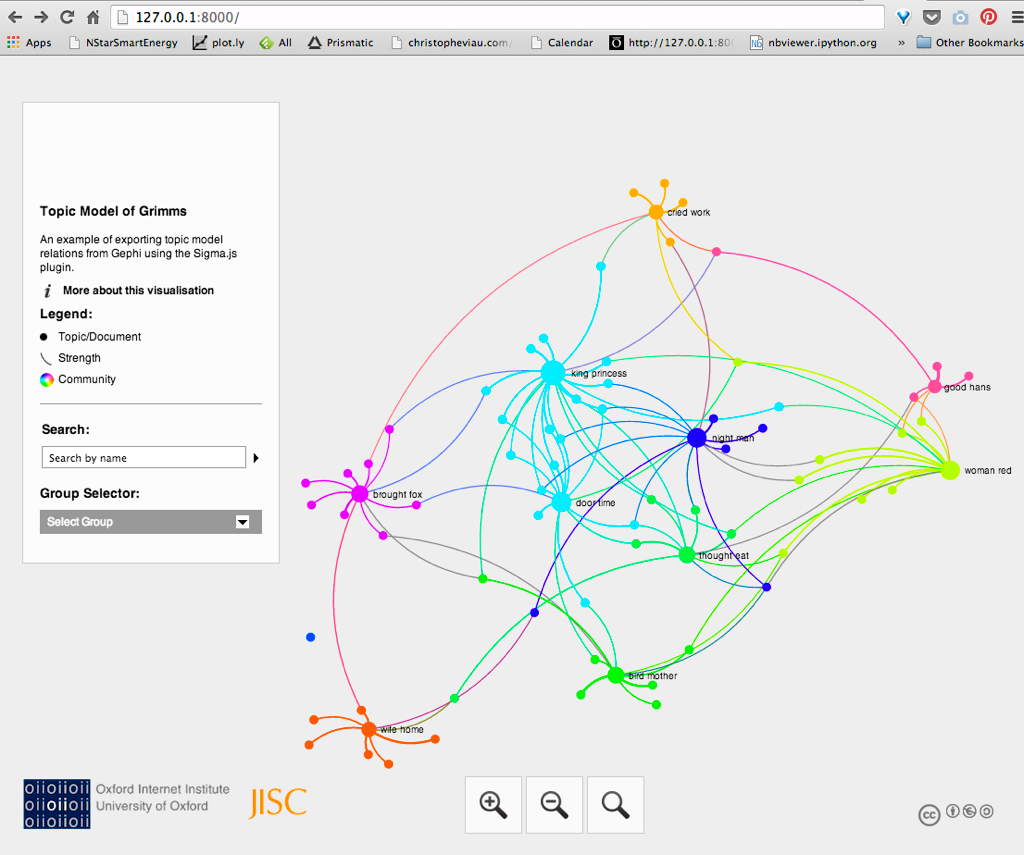 127.0.0.1:8000/
Apps NStarSmartEnergy plot.ly All Prismatic christopheviau.com/ Calendar http://127.0.0.1:80 nbviewer.ipython.org » Other Bookmarks
Topic Model of Grimms
An example of exporting topic model
relations from Gephi using the Sigma.js
plugin.
i More about this visualisation
Legend:
Topic/Document
Strength
Community
Search:
Search by name
Group Selector:
Select Group
cried work
king princess
good hans
night man
woman red
brought fox
door time
thought eat
bird mother
wife home
oiioiioii
oiioiioii
oiioiioii
Oxford Internet Institute
University of Oxford
JISC
cc